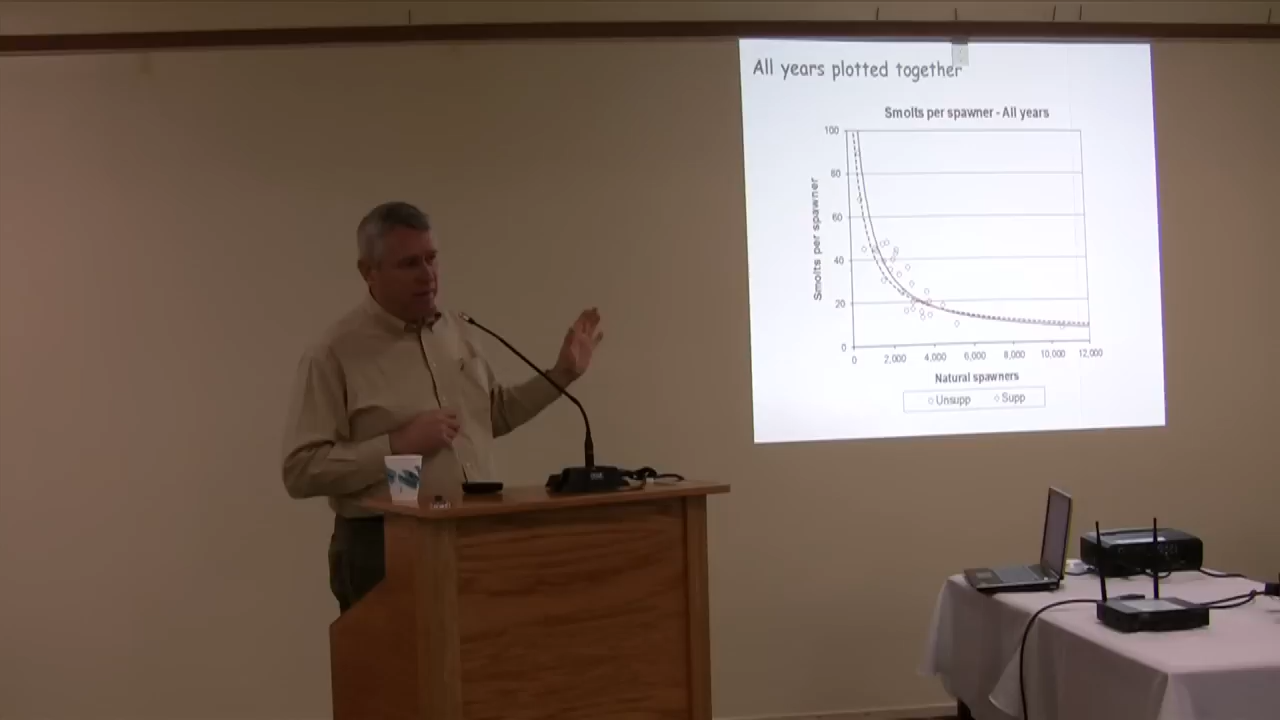 All years plotted together
Smolts per spawner - All years
100
80
60
40
20
0
Smolts per spawner
0 2,000 4,000 6,000 8,000 10,000 12,000
Natural spawners
Unsupp Supp